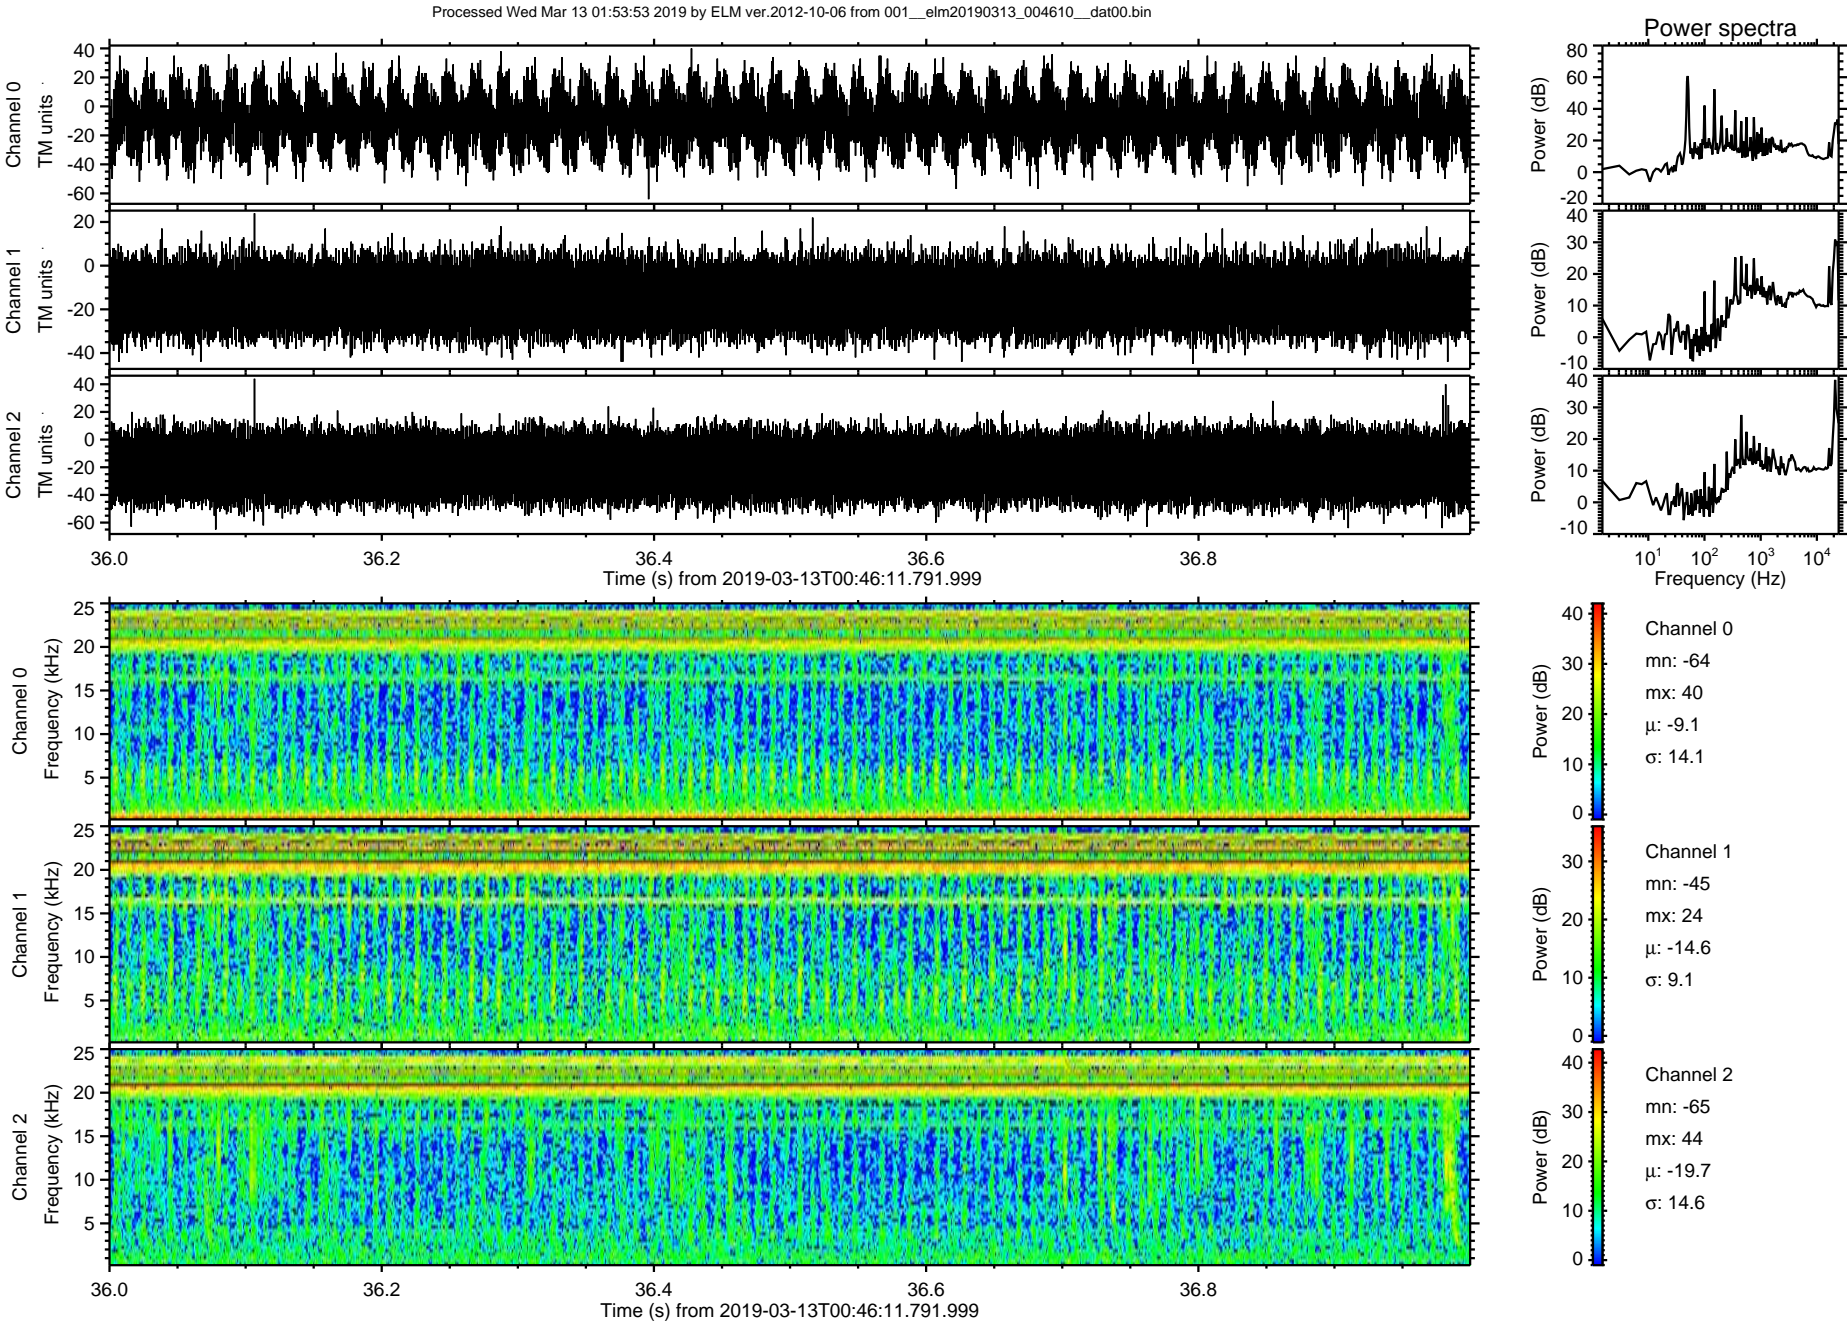 Processed Wed Mar 13 01:53:53 2019 by ELM ver.2012-10-06 from 001__elm20190313_004610__dat00.bin
Power spectra
Channel 0
TM units
40
20
0
-20
-40
-60
Power (dB)
80
60
40
20
0
-20
Channel 1
TM units
20
0
-20
-40
Power (dB)
40
30
20
10
0
-10
Channel 2
TM units
40
20
0
-20
-40
-60
Power (dB)
40
30
20
10
0
-10
36.0 36.2 36.4 36.6 36.8
Time (s) from 2019-03-13T00:46:11.791.999
10^1 10^2 10^3 10^4
Frequency (Hz)
Channel 0
Frequency (kHz)
25
20
15
10
5
Power (dB)
40
30
20
10
0
Channel 0
mn: -64
mx: 40
μ: -9.1
σ: 14.1
Channel 1
Frequency (kHz)
25
20
15
10
5
Power (dB)
30
20
10
0
Channel 1
mn: -45
mx: 24
μ: -14.6
σ: 9.1
Channel 2
Frequency (kHz)
25
20
15
10
5
Power (dB)
40
30
20
10
0
Channel 2
mn: -65
mx: 44
μ: -19.7
σ: 14.6
36.0 36.2 36.4 36.6 36.8
Time (s) from 2019-03-13T00:46:11.791.999